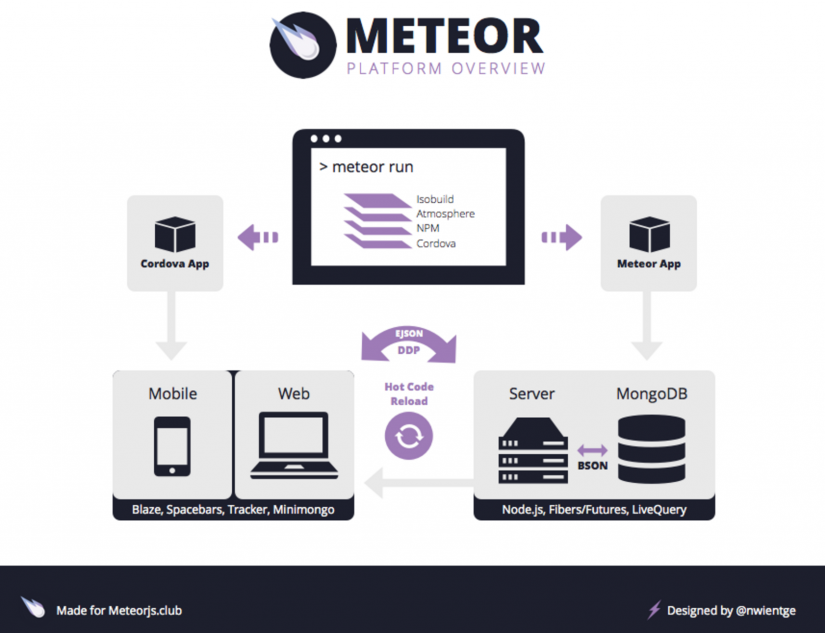 METEOR
PLATFORM OVERVIEW
> meteor run
Isobuild
Atmosphere
NPM
Cordova
Cordova App
Meteor App
EJSON
DDP
Hot Code
Reload
Mobile
Web
Server
MongoDB
BSON
Blaze, Spacebars, Tracker, Minimongo
Node.js, Fibers/Futures, LiveQuery
Made for Meteorjs.club
Designed by @nwientge